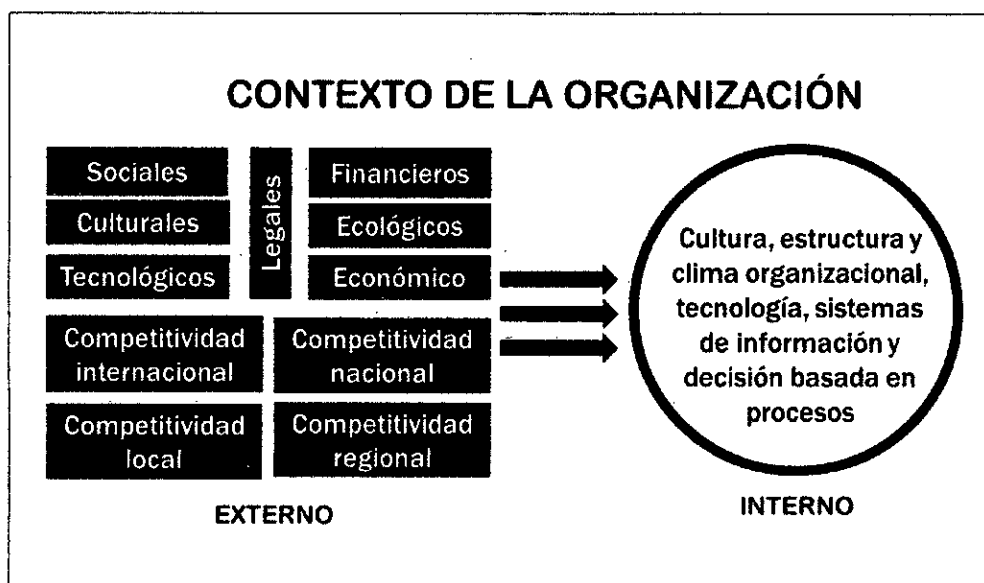 CONTEXTO DE LA ORGANIZACIÓN
Sociales
Culturales
Tecnológicos
Legales
Financieros
Ecológicos
Económico
Competitividad
internacional
Competitividad
nacional
Competitividad
local
Competitividad
regional
EXTERNO
Cultura, estructura y
clima organizacional,
tecnología, sistemas
de información y
decisión basada en
procesos
INTERNO